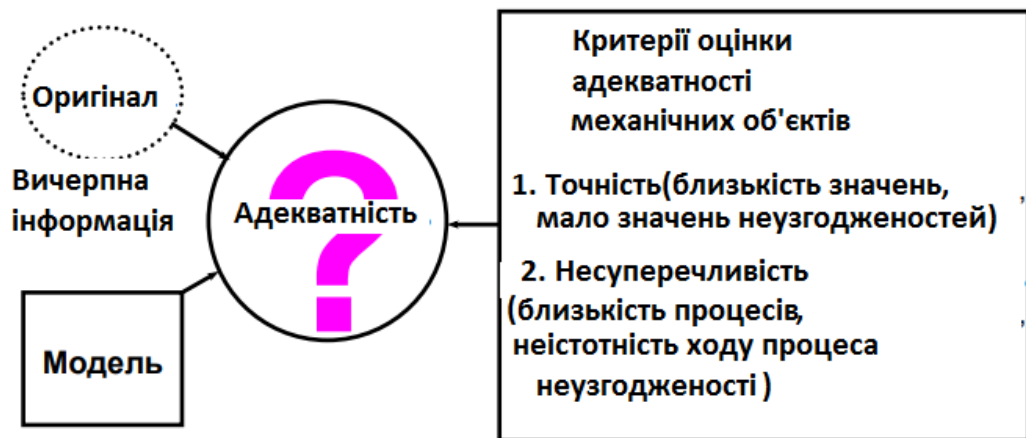 Оригінал
Вичерпна
інформація
Модель
Адекватність
?
Критерії оцінки
адекватності
механічних об'єктів
1. Точність(близькість значень,
мало значень неузгодженостей)
2. Несуперечливість
(близькість процесів,
неістотність ходу процеса
неузгодженості )